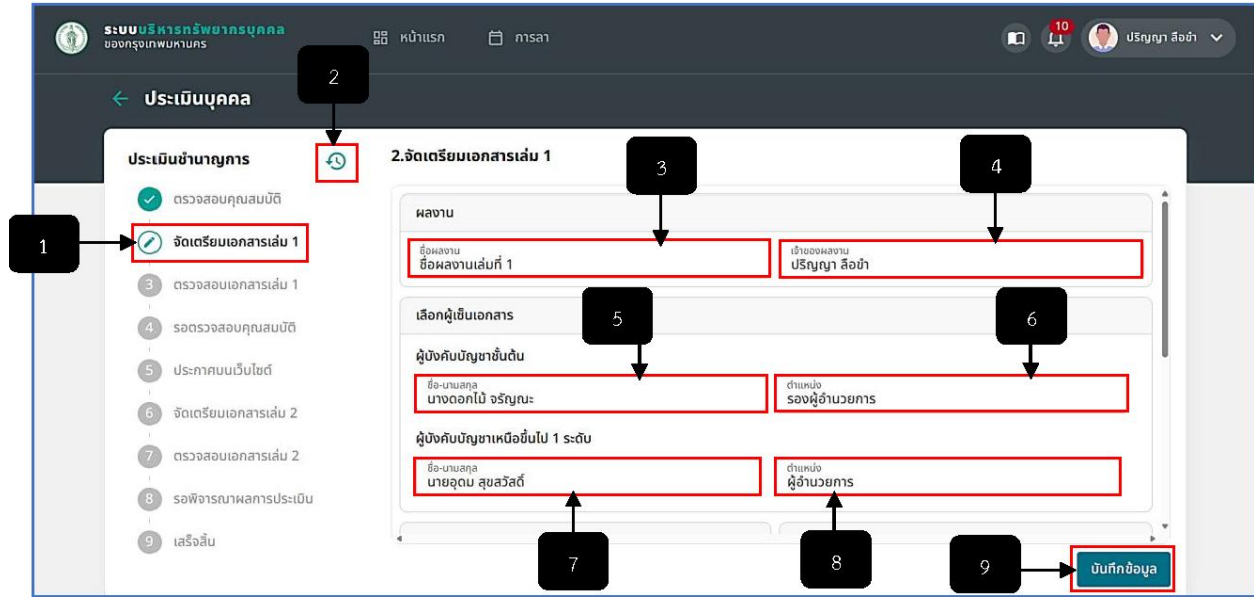 ระบบบริหารทรัพยากรบุคคล
ของกรุงเทพมหานคร
หน้าแรก
การลา
10
ปริญญา ลือขำ
ประเมินบุคคล
2
ประเมินชำนาญการ
ตรวจสอบคุณสมบัติ
1
จัดเตรียมเอกสารเล่ม 1
3 ตรวจสอบเอกสารเล่ม 1
4 รอตรวจสอบคุณสมบัติ
5 ประกาศบนเว็บไซต์
6 จัดเตรียมเอกสารเล่ม 2
7 ตรวจสอบเอกสารเล่ม 2
8 รอพิจารณาผลการประเมิน
9 เสร็จสิ้น
2.จัดเตรียมเอกสารเล่ม 1
3
4
ผลงาน
ชื่อผลงาน
ชื่อผลงานเล่มที่ 1
เจ้าของผลงาน
ปริญญา ลือขำ
เลือกผู้เซ็นเอกสาร
5
6
ผู้บังคับบัญชาชั้นต้น
ชื่อ-นามสกุล
นางดอกไม้ จรัญณะ
ตำแหน่ง
รองผู้อำนวยการ
ผู้บังคับบัญชาเหนือขึ้นไป 1 ระดับ
ชื่อ-นามสกุล
นายอุดม สุขสวัสดิ์
ตำแหน่ง
ผู้อำนวยการ
7
8
9
บันทึกข้อมูล